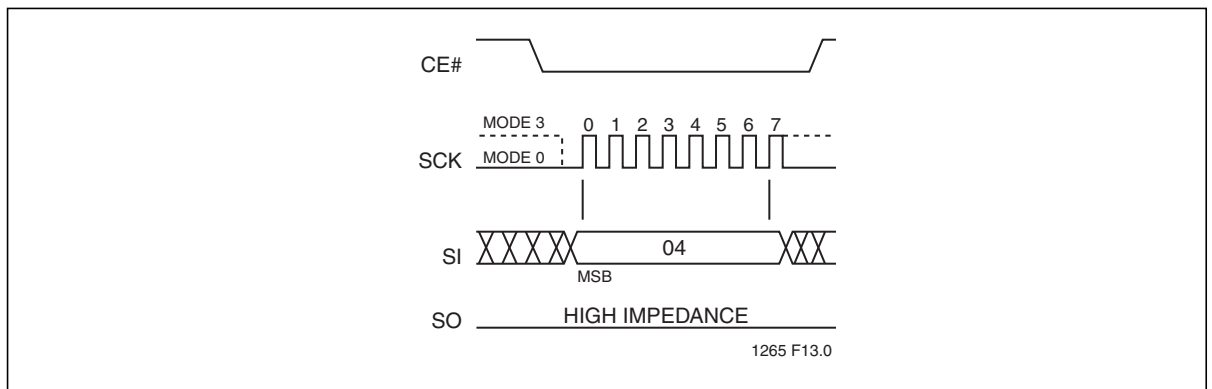 CE#
MODE 3
0 1 2 3 4 5 6 7
SCK
MODE 0
SI
04
MSB
SO
HIGH IMPEDANCE
1265 F13.0